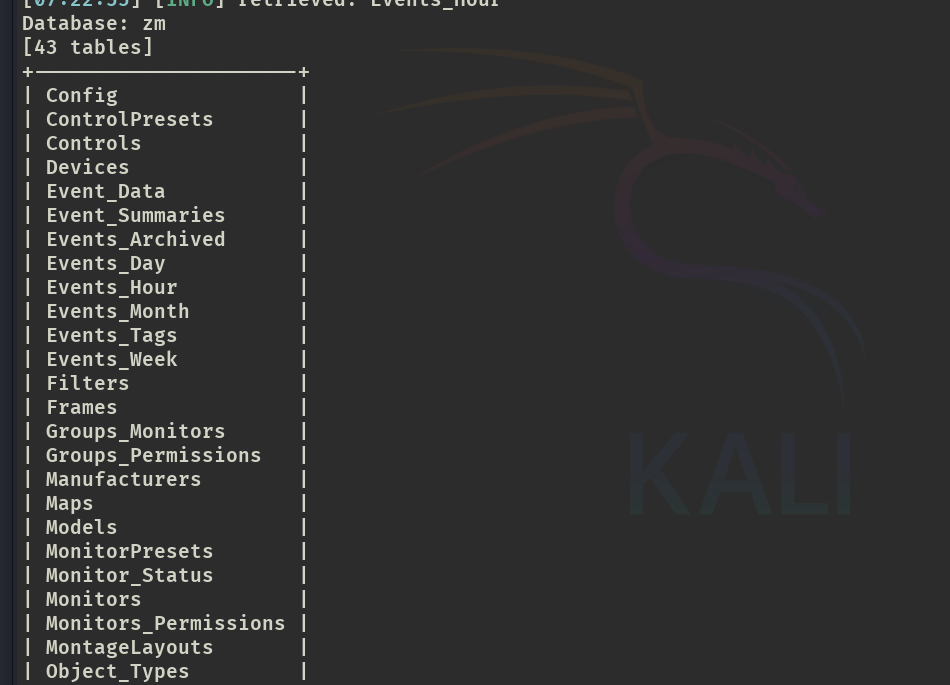 [07:22:55] [INFO] retrieved: Events_Hour
Database: zm
[43 tables]
+----------------------+
| Config               |
| ControlPresets       |
| Controls             |
| Devices              |
| Event_Data           |
| Event_Summaries      |
| Events_Archived      |
| Events_Day           |
| Events_Hour          |
| Events_Month         |
| Events_Tags          |
| Events_Week          |
| Filters              |
| Frames               |
| Groups_Monitors      |
| Groups_Permissions   |
| Manufacturers        |
| Maps                 |
| Models               |
| MonitorPresets       |
| Monitor_Status       |
| Monitors             |
| Monitors_Permissions |
| MontageLayouts       |
| Object_Types         |
KALI